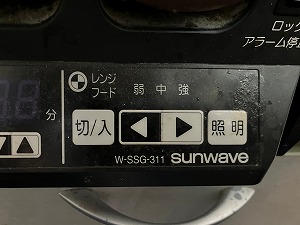 ロック
アラーム停止
レンジ
フード
弱 中 強
分
切/入
◀ ▶
照明
▼/▲
W-SSG-311 sunwave